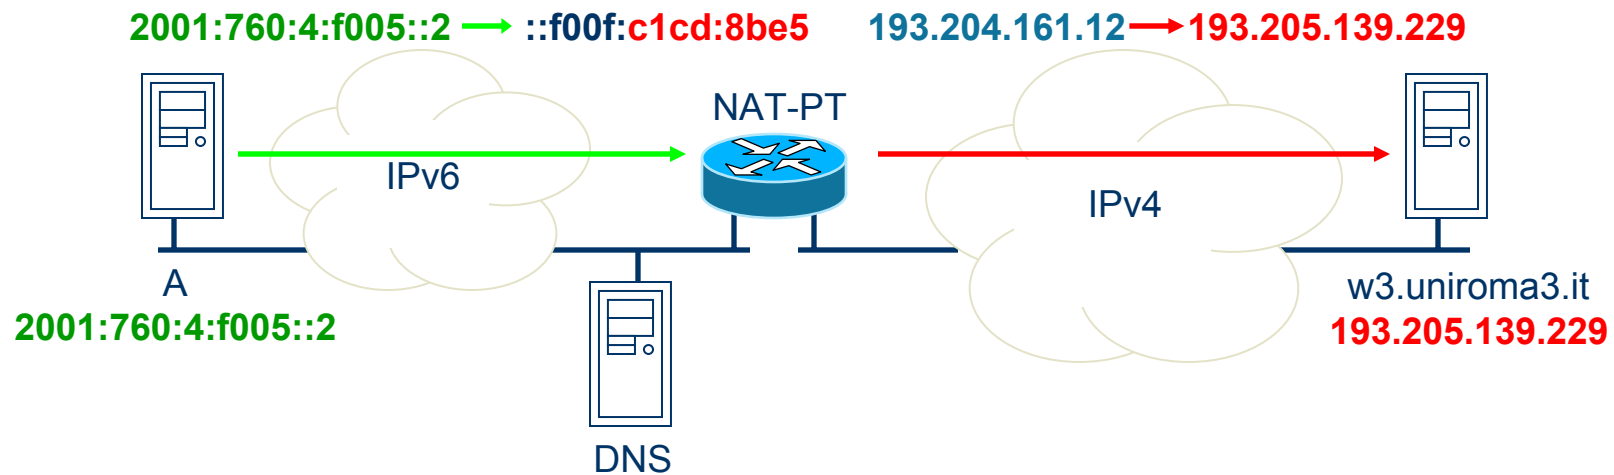 2001:760:4:f005::2 ::f00f:c1cd:8be5 193.204.161.12 193.205.139.229
NAT-PT
IPv6
IPv4
A
2001:760:4:f005::2
w3.uniroma3.it
193.205.139.229
DNS